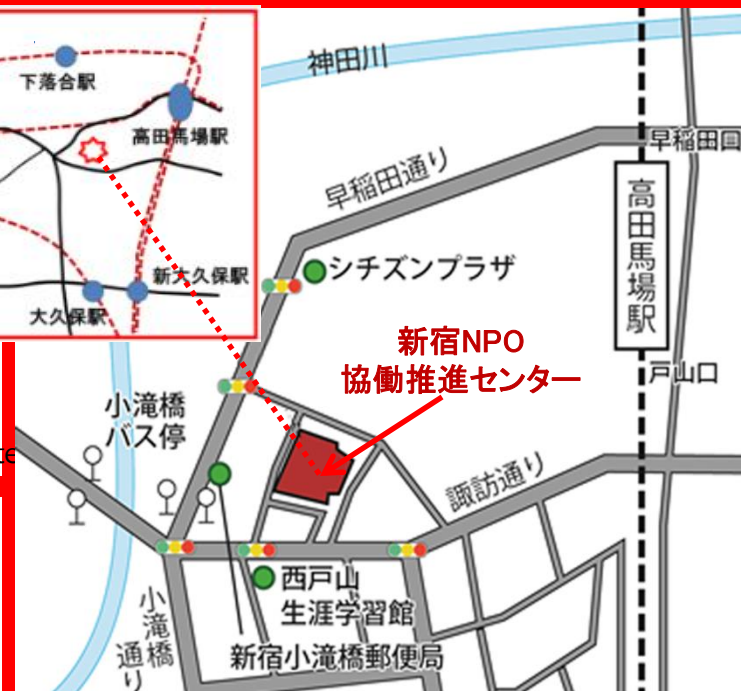 下落合駅
高田馬場駅
新大久保駅
大久保駅
神田川
早稲田通り
早稲田口
高田馬場駅
シチズンプラザ
新宿NPO
協働推進センター
戸山口
小滝橋
バス停
諏訪通り
西戸山
生涯学習館
小滝橋
通り
新宿小滝橋郵便局